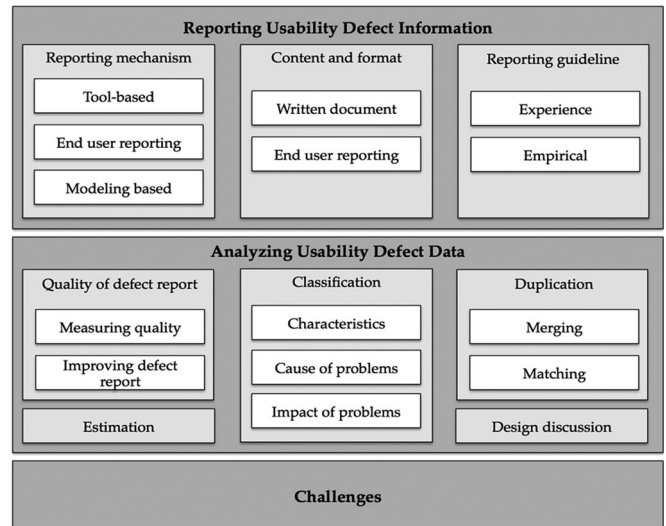 Reporting Usability Defect Information
Reporting mechanism
Tool-based
End user reporting
Modeling based
Content and format
Written document
End user reporting
Reporting guideline
Experience
Empirical
Analyzing Usability Defect Data
Quality of defect report
Measuring quality
Improving defect
report
Estimation
Classification
Characteristics
Cause of problems
Impact of problems
Duplication
Merging
Matching
Design discussion
Challenges